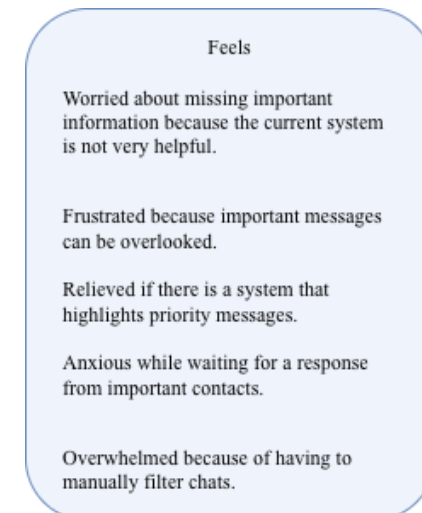 Feels
Worried about missing important
information because the current system
is not very helpful.
Frustrated because important messages
can be overlooked.
Relieved if there is a system that
highlights priority messages.
Anxious while waiting for a response
from important contacts.
Overwhelmed because of having to
manually filter chats.